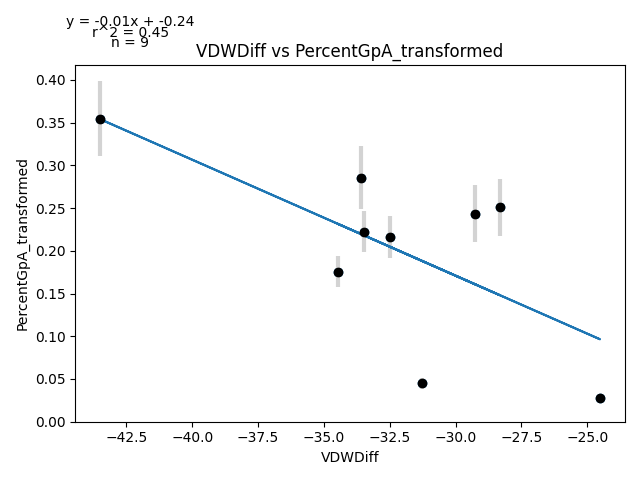 y = -0.01x + -0.24
r^2 = 0.45
n = 9
VDWDiff vs PercentGpA_transformed
0.40
0.35
0.30
0.25
0.20
0.15
0.10
0.05
0.00
PercentGpA_transformed
−42.5 −40.0 −37.5 −35.0 −32.5 −30.0 −27.5 −25.0
VDWDiff